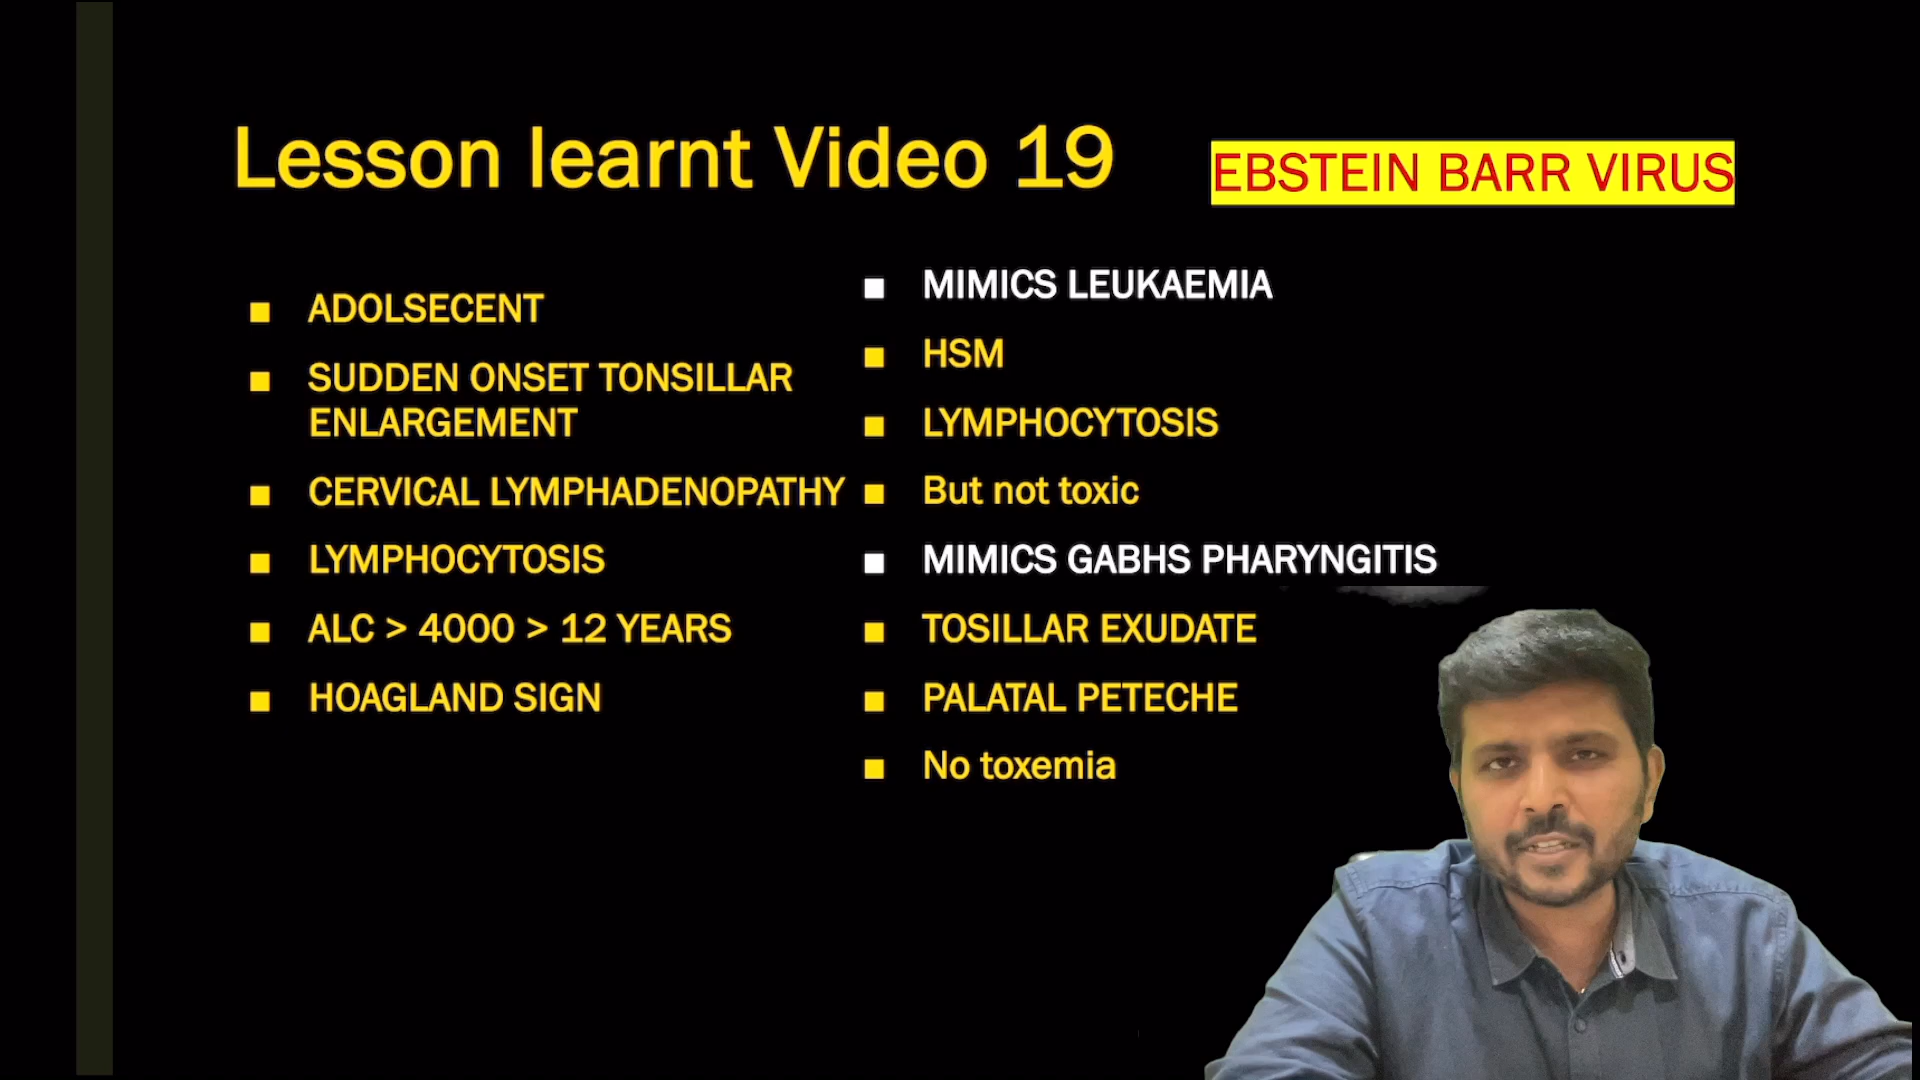 Lesson learnt Video 19
EBSTEIN BARR VIRUS
ADOLSECENT
SUDDEN ONSET TONSILLAR
ENLARGEMENT
CERVICAL LYMPHADENOPATHY
LYMPHOCYTOSIS
ALC > 4000 > 12 YEARS
HOAGLAND SIGN
MIMICS LEUKAEMIA
HSM
LYMPHOCYTOSIS
But not toxic
MIMICS GABHS PHARYNGITIS
TOSILLAR EXUDATE
PALATAL PETECHE
No toxemia